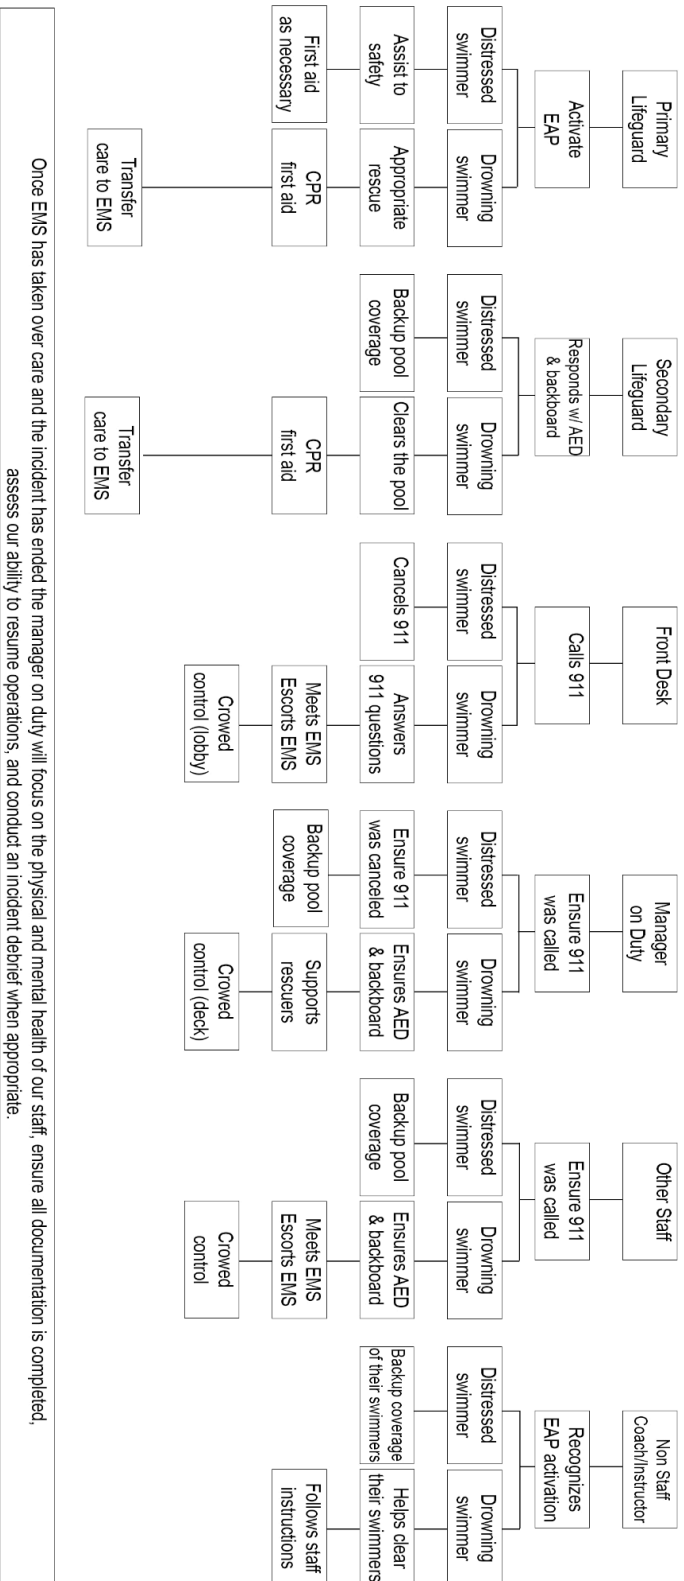 Primary
Lifeguard
Activate
EAP
Distressed
swimmer
Drowning
swimmer
Assist to
safety
Appropriate
rescue
First aid
as necessary
CPR
first aid
Transfer
care to EMS
Secondary
Lifeguard
Responds w/ AED
& backboard
Distressed
swimmer
Drowning
swimmer
Backup pool
coverage
Clears the pool
CPR
first aid
Transfer
care to EMS
Front Desk
Calls 911
Distressed
swimmer
Drowning
swimmer
Cancels 911
Answers
911 questions
Meets EMS
Escorts EMS
Crowed
control (lobby)
Manager
on Duty
Ensure 911
was called
Distressed
swimmer
Drowning
swimmer
Ensure 911
was canceled
Ensures AED
& backboard
Backup pool
coverage
Supports
rescuers
Crowed
control (deck)
Other Staff
Ensure 911
was called
Distressed
swimmer
Drowning
swimmer
Backup pool
coverage
Ensures AED
& backboard
Meets EMS
Escorts EMS
Crowed
control
Non Staff
Coach/Instructor
Recognizes
EAP activation
Distressed
swimmer
Drowning
swimmer
Backup coverage
of their swimmers
Helps clear
their swimmers
Follows staff
instructions
Once EMS has taken over care and the incident has ended the manager on duty will focus on the physical and mental health of our staff, ensure all documentation is completed,
assess our ability to resume operations, and conduct an incident debrief when appropriate.